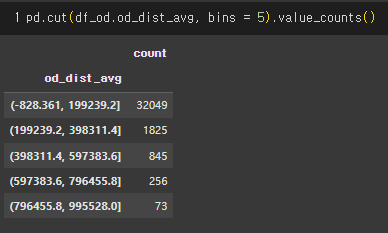 1 pd.cut(df_od.od_dist_avg, bins = 5).value_counts()
count
od_dist_avg
(-828.361, 199239.2] 32049
(199239.2, 398311.4] 1825
(398311.4, 597383.6] 845
(597383.6, 796455.8] 256
(796455.8, 995528.0] 73